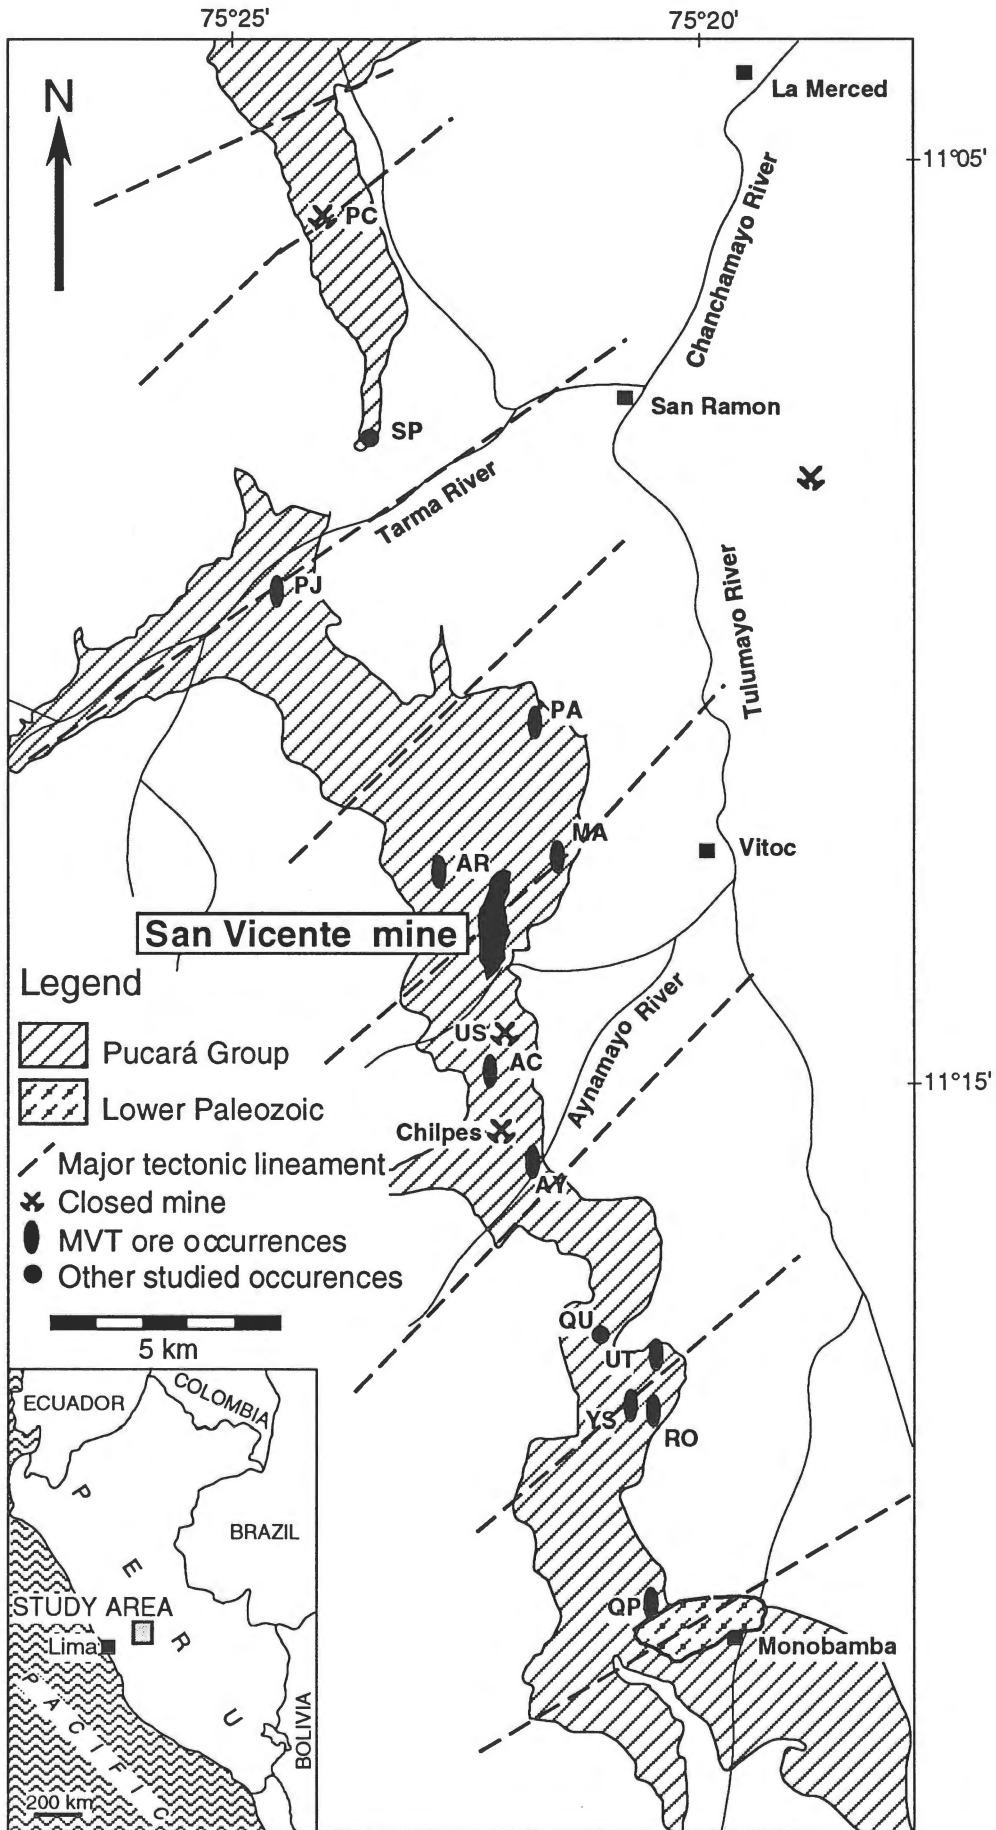 75°25'
75°20'
N
La Merced
11°05'
Chanchamayo River
PC
San Ramon
SP
Tarma River
PJ
Tulumayo River
PA
MA
Vitoc
AR
San Vicente mine
Legend
Pucará Group
Lower Paleozoic
Major tectonic lineament
Closed mine
MVT ore occurrences
Other studied occurences
5 km
US
AC
Aynamayo River
11°15'
Chilpes
AY
QU
UT
YS
RO
QP
Monobamba
ECUADOR
COLOMBIA
PERU
BRAZIL
STUDY AREA
Lima
PACIFIC
BOLIVIA
200 km